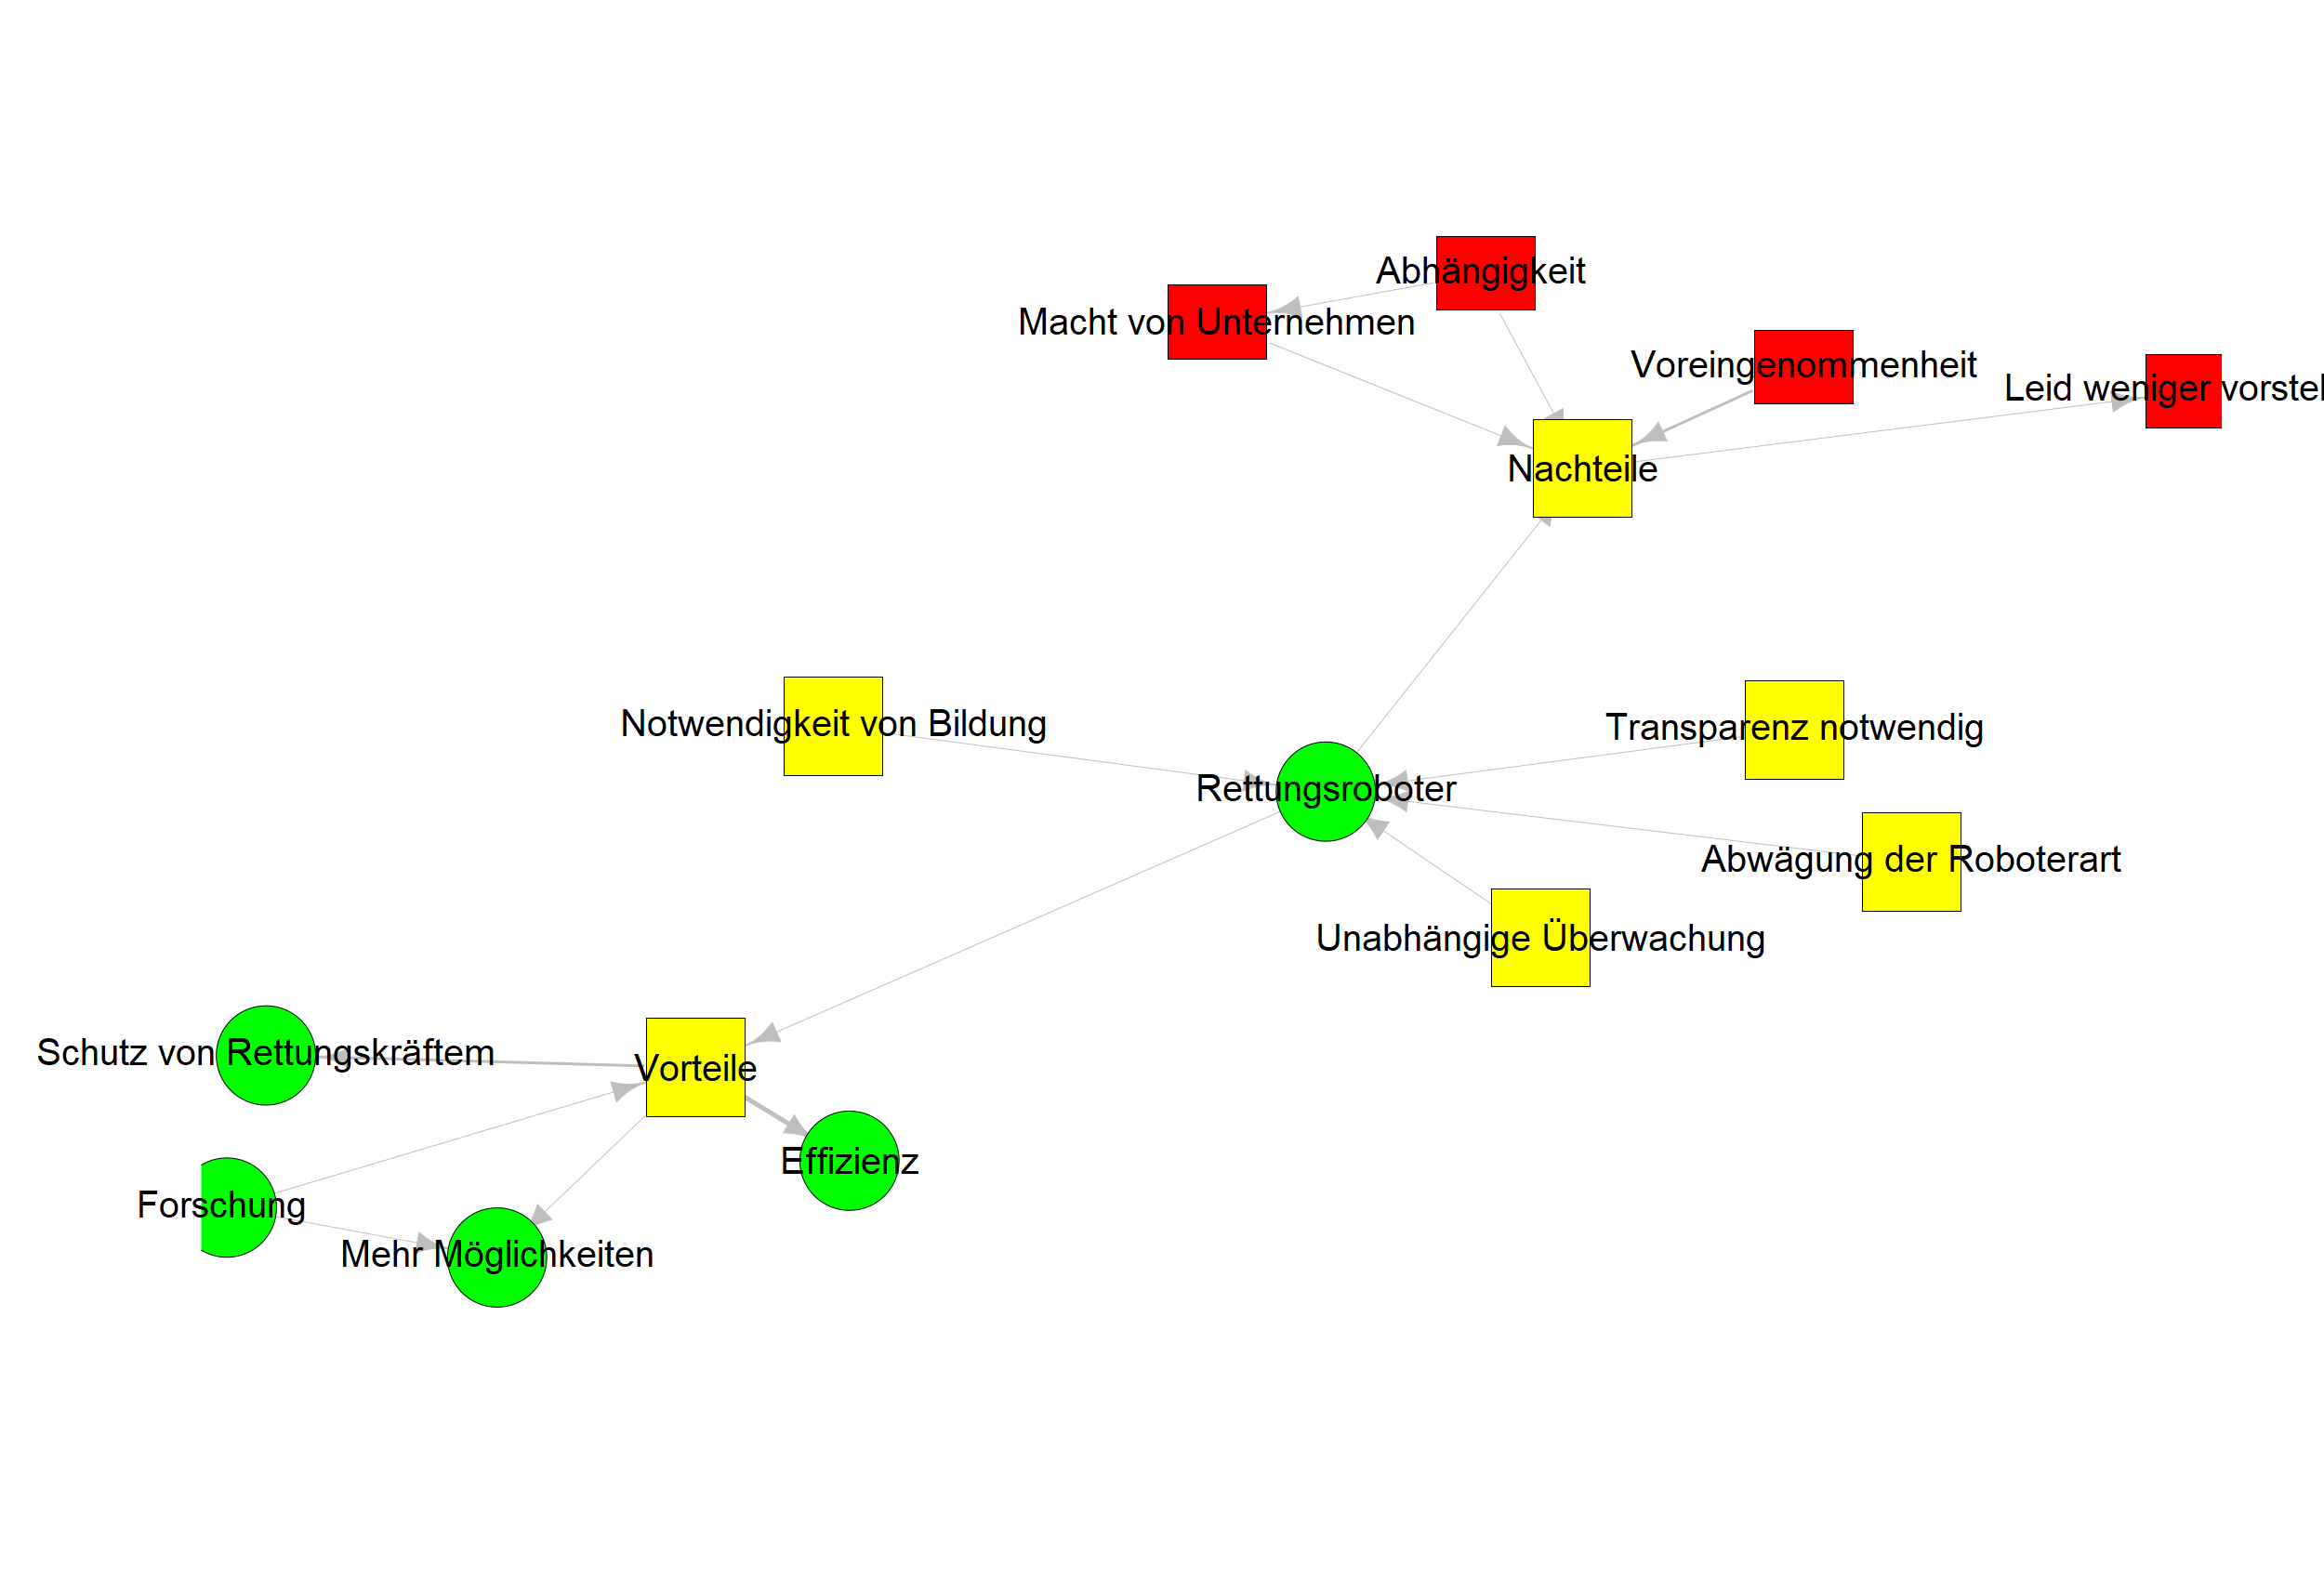 Abhängigkeit
Macht von Unternehmen
Voreingenommenheit
Leid weniger
Nachteile
Notwendigkeit von Bildung
Transparenz notwendig
Rettungsroboter
Abwägung der Roboterart
Unabhängige Überwachung
Schutz von Rettungskräftem
Vorteile
Effizienz
Forschung
Mehr Möglichkeiten